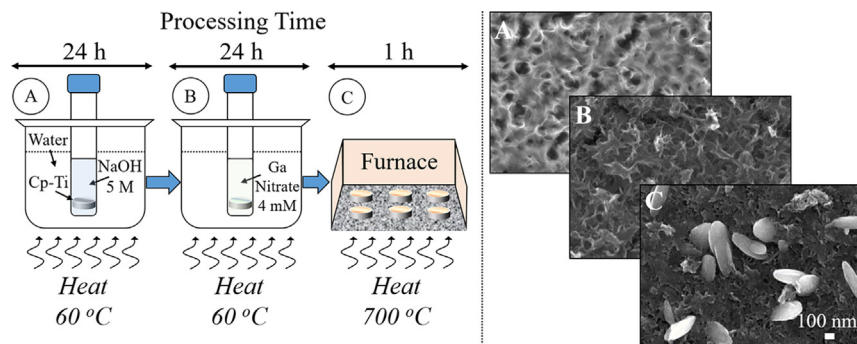 Processing Time
24 h
24 h
1 h
A
B
C
Water
Cp-Ti
NaOH
5 M
Ga
Nitrate
4 mM
Furnace
Heat
60 °C
Heat
60 °C
Heat
700 °C
A
B
C
100 nm